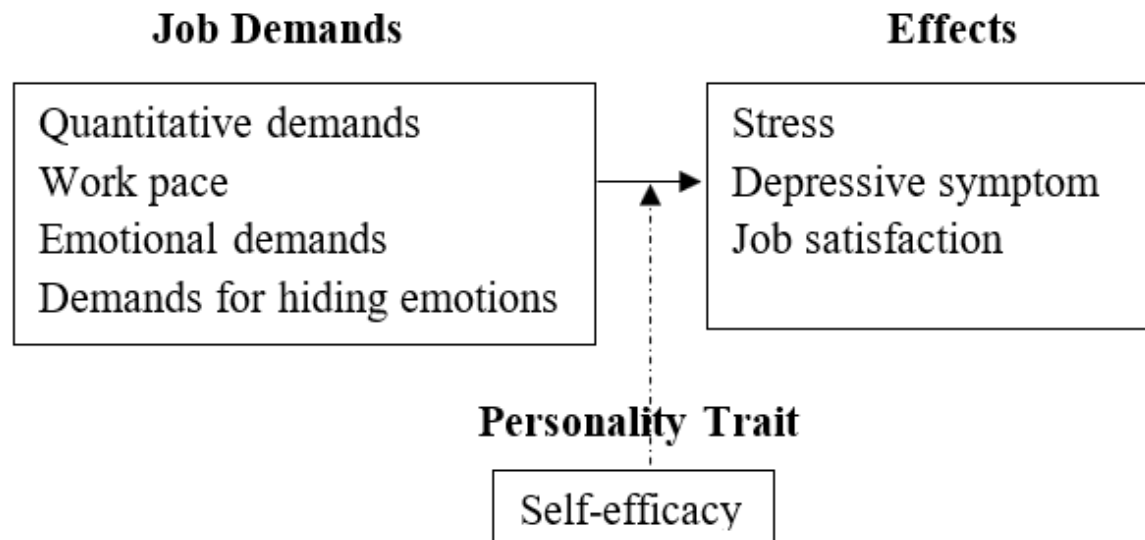 Job Demands
Quantitative demands
Work pace
Emotional demands
Demands for hiding emotions
Effects
Stress
Depressive symptom
Job satisfaction
Personality Trait
Self-efficacy